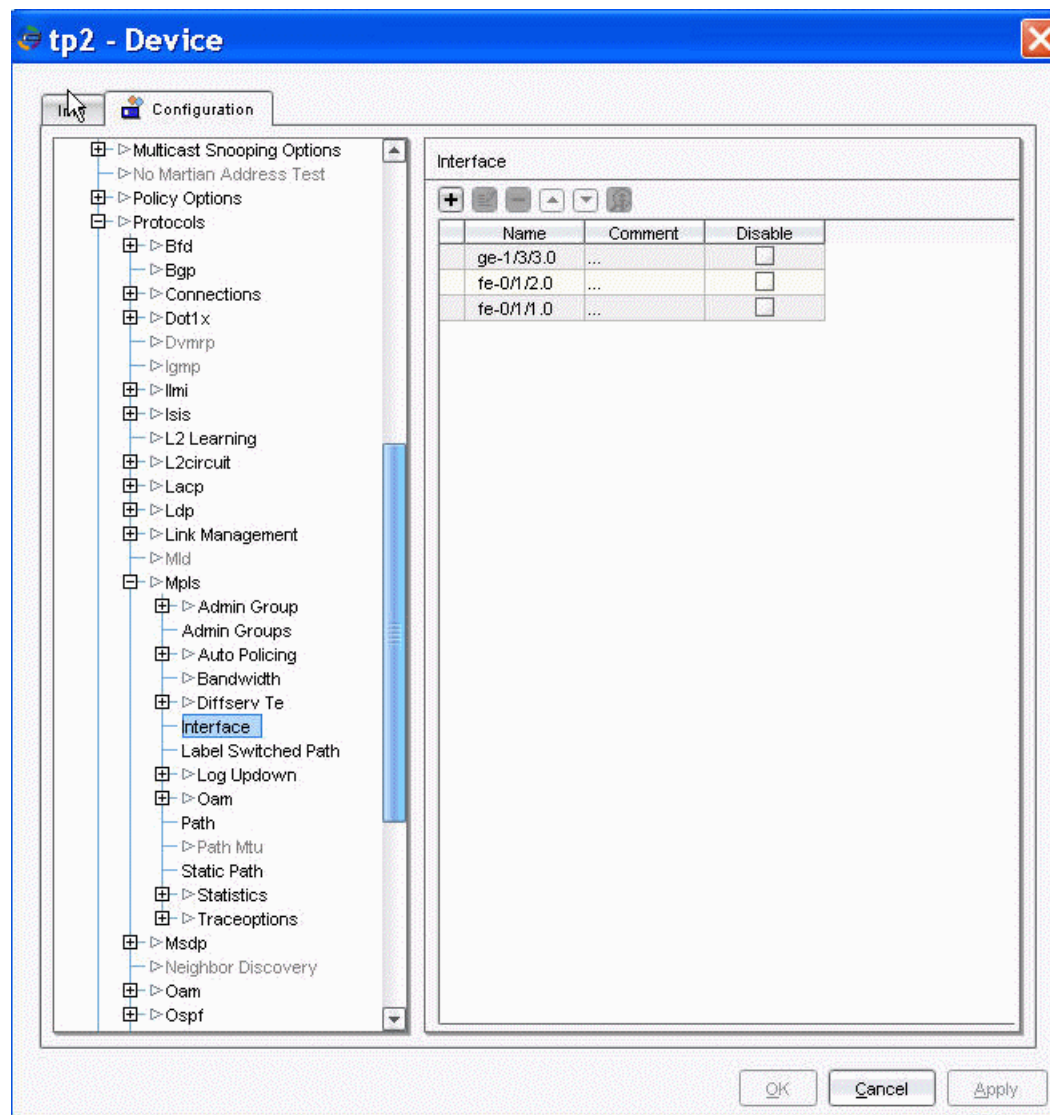 tp2 - Device
Info
Configuration
Multicast Snooping Options
No Martian Address Test
Policy Options
Protocols
Bfd
Bgp
Connections
Dot1x
Dvmrp
Igmp
Ilmi
Isis
L2 Learning
L2circuit
Lacp
Ldp
Link Management
Mld
Mpls
Admin Group
Admin Groups
Auto Policing
Bandwidth
Diffserv Te
Interface
Label Switched Path
Log Updown
Oam
Path
Path Mtu
Static Path
Statistics
Traceoptions
Msdp
Neighbor Discovery
Oam
Ospf
Interface
Name Comment Disable
ge-1/3/3.0 ...
fe-0/1/2.0 ...
fe-0/1/1.0 ...
OK Cancel Apply